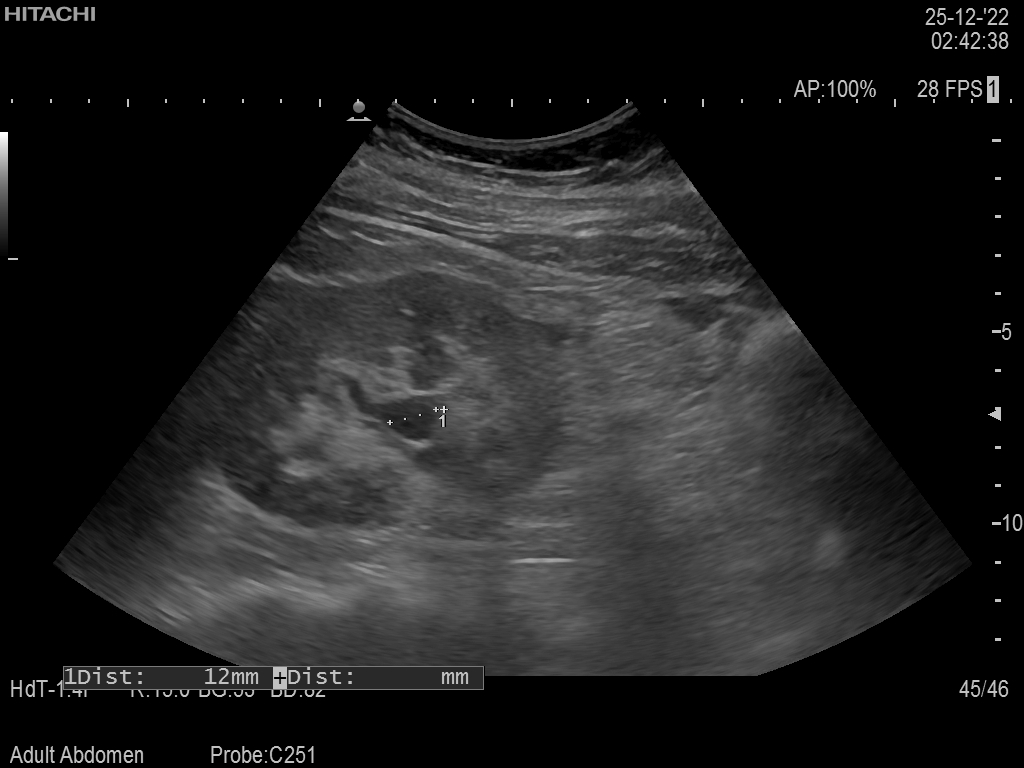 HITACHI
25-12-'22
02:42:38
AP:100% 28 FPS 1
5
1
10
1Dist: 12mm +Dist: mm
45/46
Adult Abdomen Probe:C251